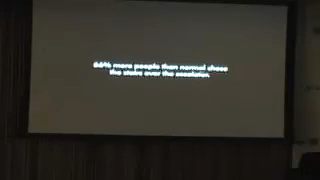 66% more people than normal chose
the stairs over the escalator.